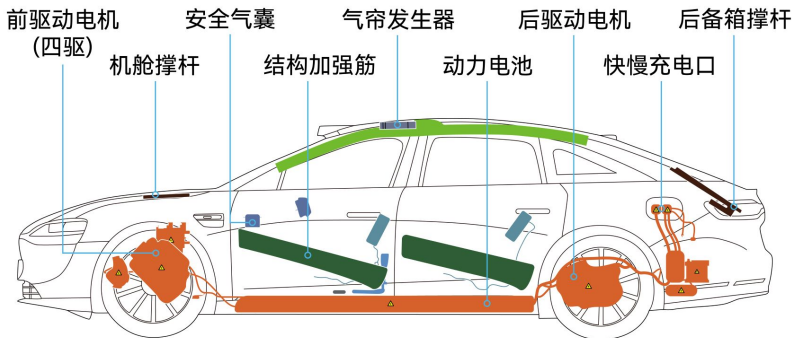 前驱动电机
(四驱)
机舱撑杆
安全气囊
结构加强筋
气帘发生器
动力电池
后驱动电机
快慢充电口
后备箱撑杆